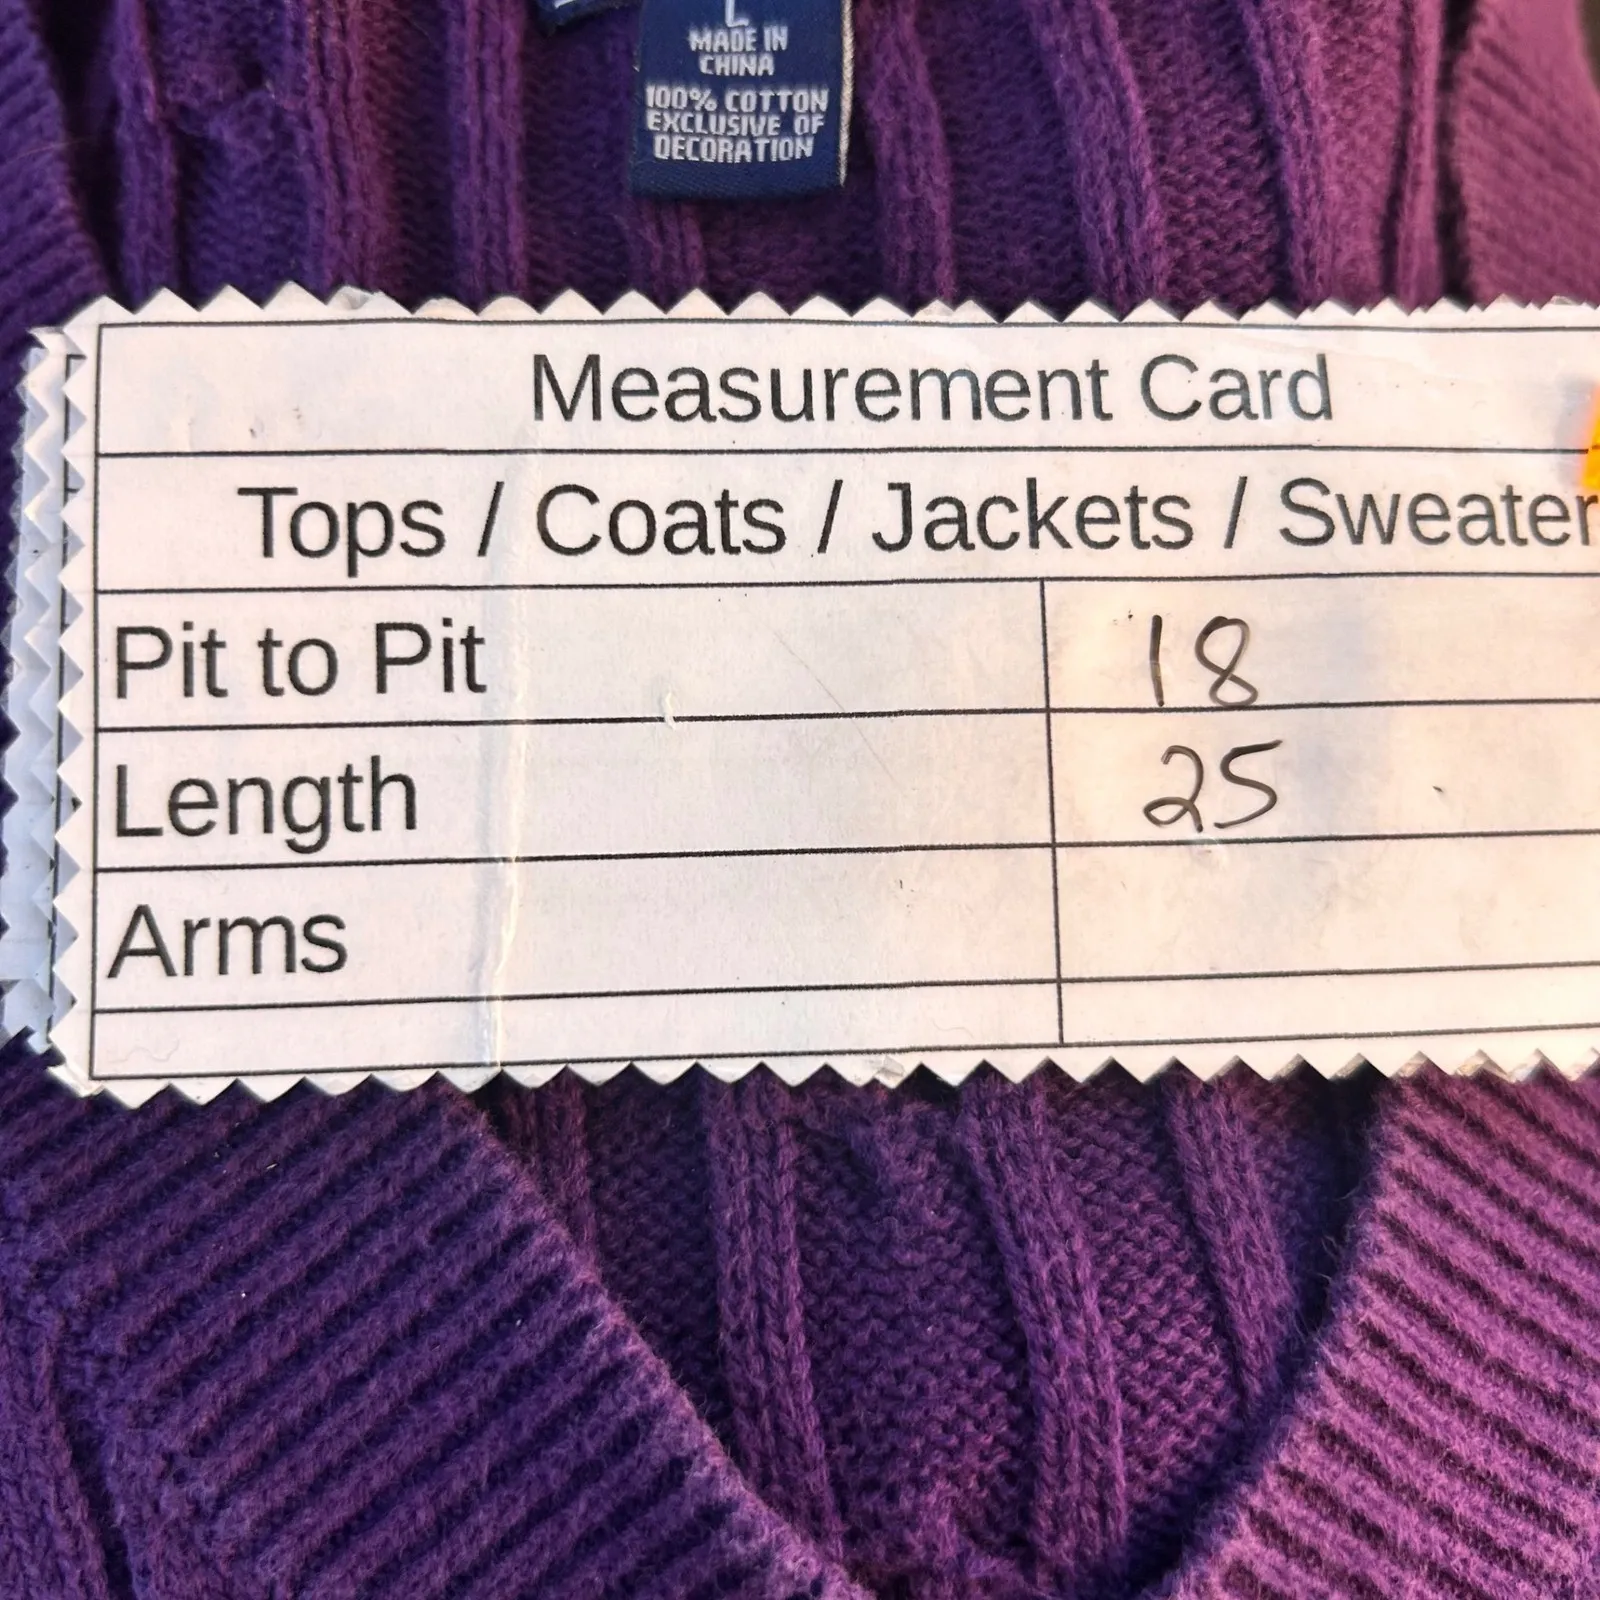 L
MADE IN
CHINA
100% COTTON
EXCLUSIVE OF
DECORATION
Measurement Card
Tops / Coats / Jackets / Sweater
Pit to Pit 18
Length 25
Arms